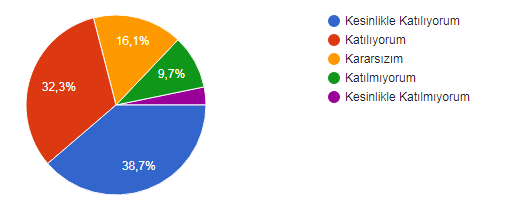 16,1%
9,7%
32,3%
38,7%
Kesinlikle Katılıyorum
Katılıyorum
Kararsızım
Katılmıyorum
Kesinlikle Katılmıyorum